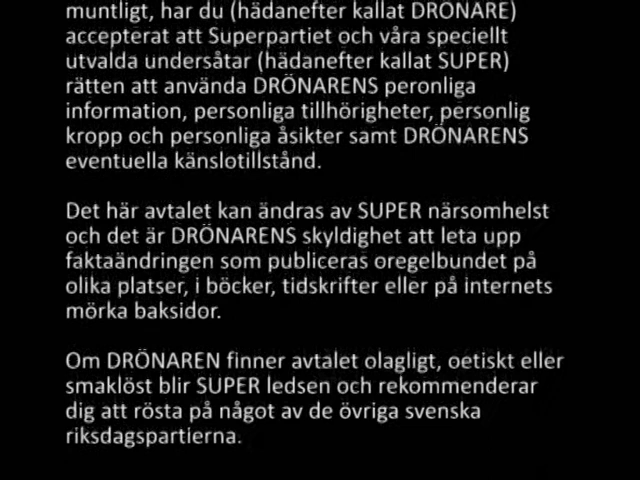 muntligt, har du (hädanefter kallat DRÖNARE)
accepterat att Superpartiet och våra speciellt
utvalda undersåtar (hädanefter kallat SUPER)
rätten att använda DRÖNARENS peronliga
information, personliga tillhörigheter, personlig
kropp och personliga åsikter samt DRÖNARENS
eventuella känslotillstånd.

Det här avtalet kan ändras av SUPER närsomhelst
och det är DRÖNARENS skyldighet att leta upp
faktaändringen som publiceras oregelbundet på
olika platser, i böcker, tidskrifter eller på internets
mörka baksidor.

Om DRÖNAREN finner avtalet olagligt, oetiskt eller
smaklöst blir SUPER ledsen och rekommenderar
dig att rösta på något av de övriga svenska
riksdagspartierna.